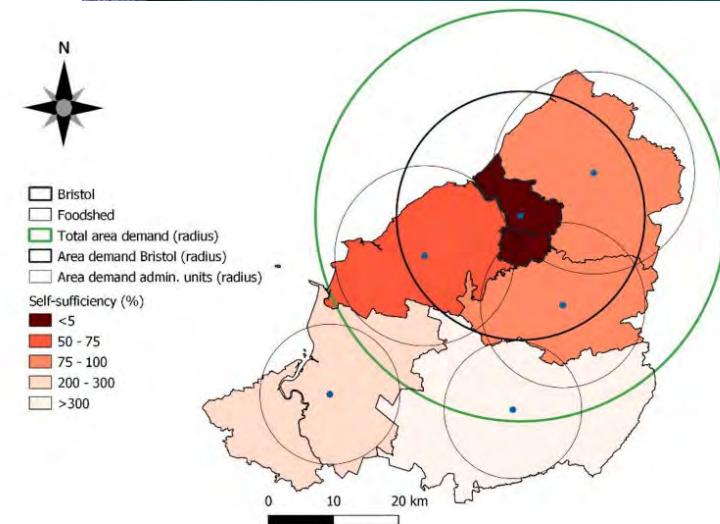 N
Bristol
Foodshed
Total area demand (radius)
Area demand Bristol (radius)
Area demand admin. units (radius)
Self-sufficiency (%)
<5
50 - 75
75 - 100
200 - 300
>300
0 10 20 km